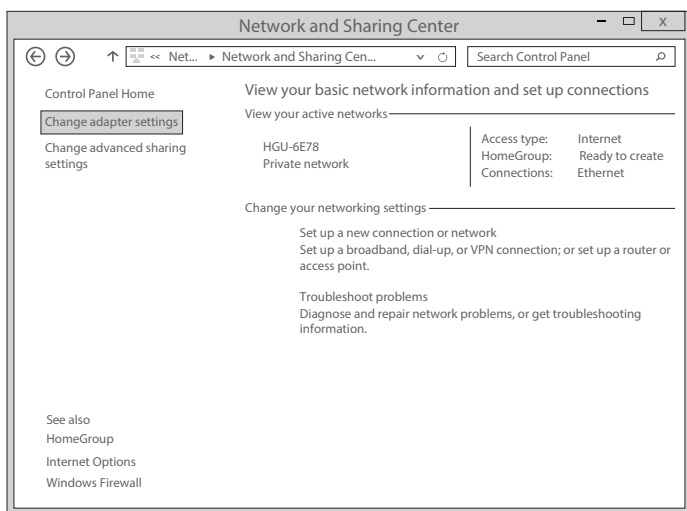 Network and Sharing Center
X
<< Net... ▸ Network and Sharing Cen...
Search Control Panel
Control Panel Home
Change adapter settings
Change advanced sharing
settings
View your basic network information and set up connections
View your active networks
HGU-6E78
Private network
Access type: Internet
HomeGroup: Ready to create
Connections: Ethernet
Change your networking settings
Set up a new connection or network
Set up a broadband, dial-up, or VPN connection; or set up a router or
access point.
Troubleshoot problems
Diagnose and repair network problems, or get troubleshooting
information.
See also
HomeGroup
Internet Options
Windows Firewall